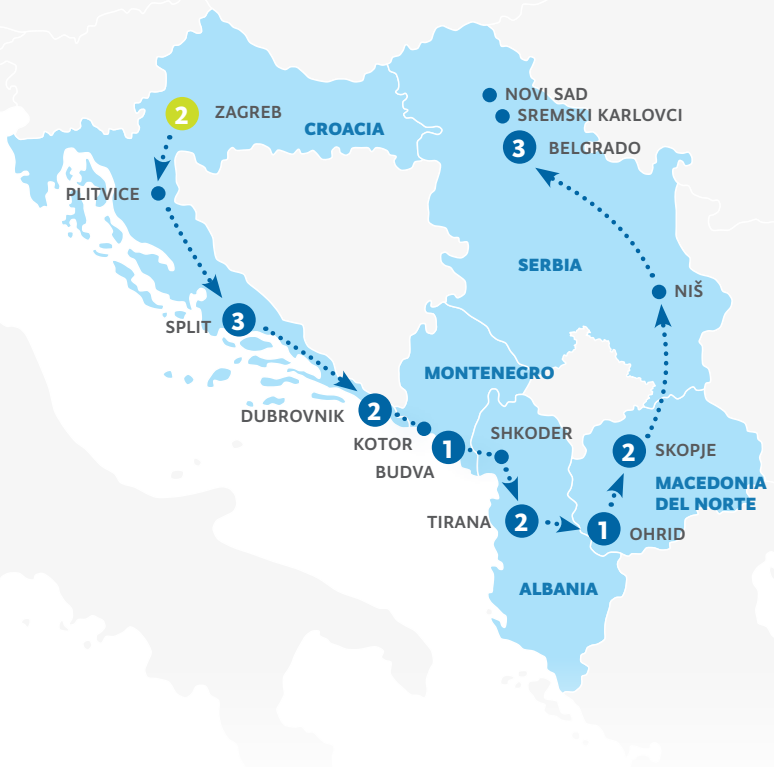 NOVI SAD
2
ZAGREB
SREMSKI KARLOVCI
CROACIA
3
BELGRADO
PLITVICE
SERBIA
NIŠ
SPLIT
3
MONTENEGRO
DUBROVNIK
2
KOTOR
1
BUDVA
SHKODER
2
SKOPJE
MACEDONIA
DEL NORTE
TIRANA
2
1
OHRID
ALBANIA